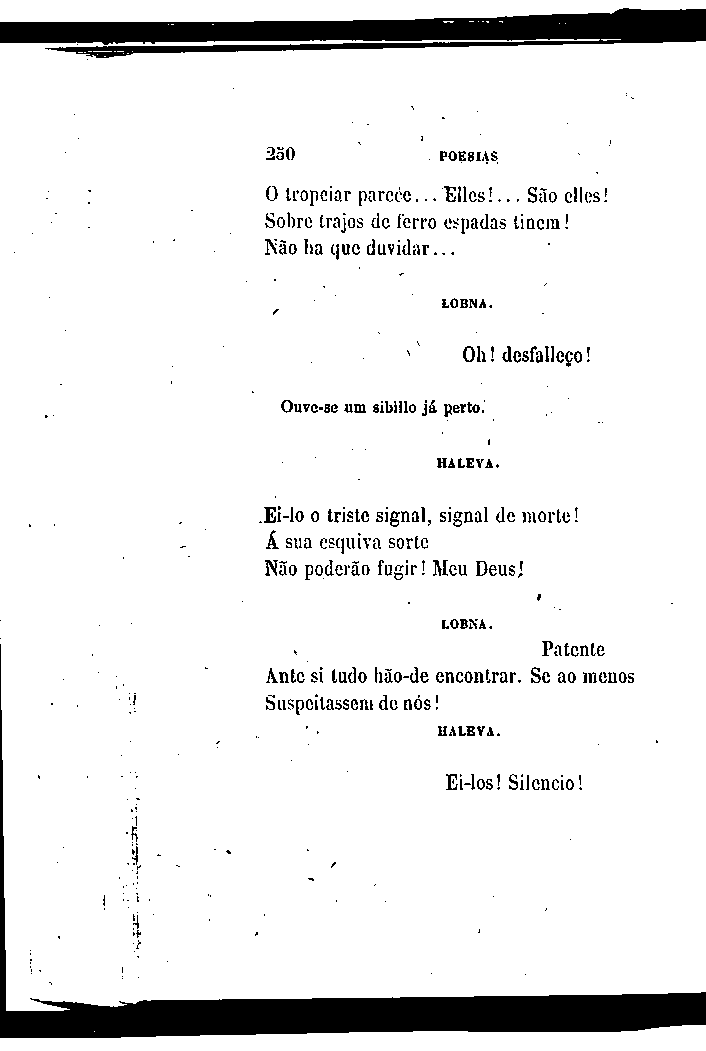 250 POESIAS
O tropeiar parece... Elles!... São elles!
Sobre trajos de ferro espadas tinem!
Não ha que duvidar...
LOBNA.
Oh! desfalleço!
Ouve-se um sibillo já perto.
HALEVA.
Ei-lo o triste signal, signal de morte!
Á sua esquiva sorte
Não poderão fugir! Meu Deus!
LOBNA.
Patente
Ante si tudo hão-de encontrar. Se ao menos
Suspeitassem de nós!
HALEVA.
Ei-los! Silencio!